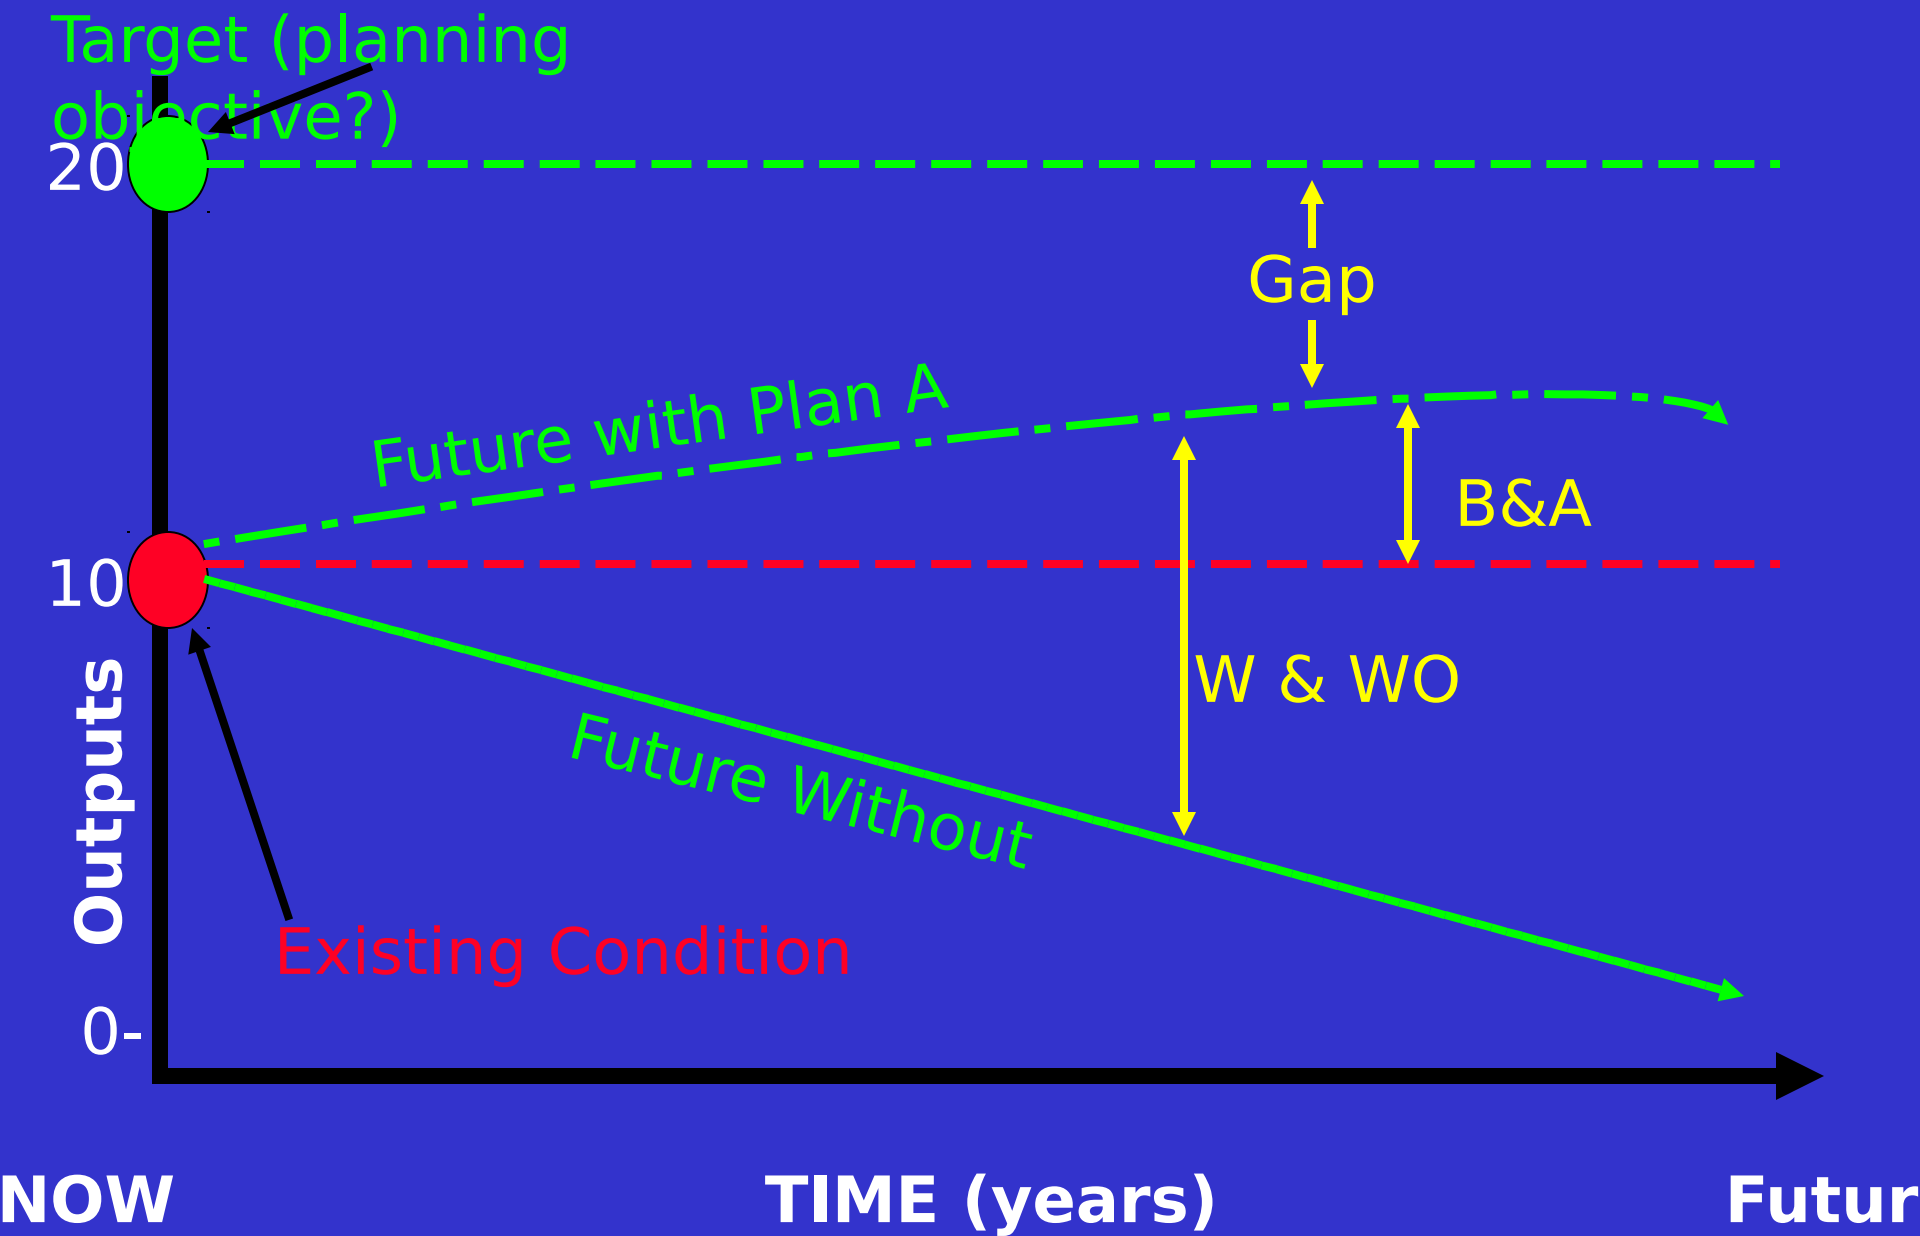 Target (planning
objective?)
20
Gap
Future with Plan A
B&A
10
W & WO
Future Without
Outputs
Existing Condition
0-
NOW
TIME (years)
Futur